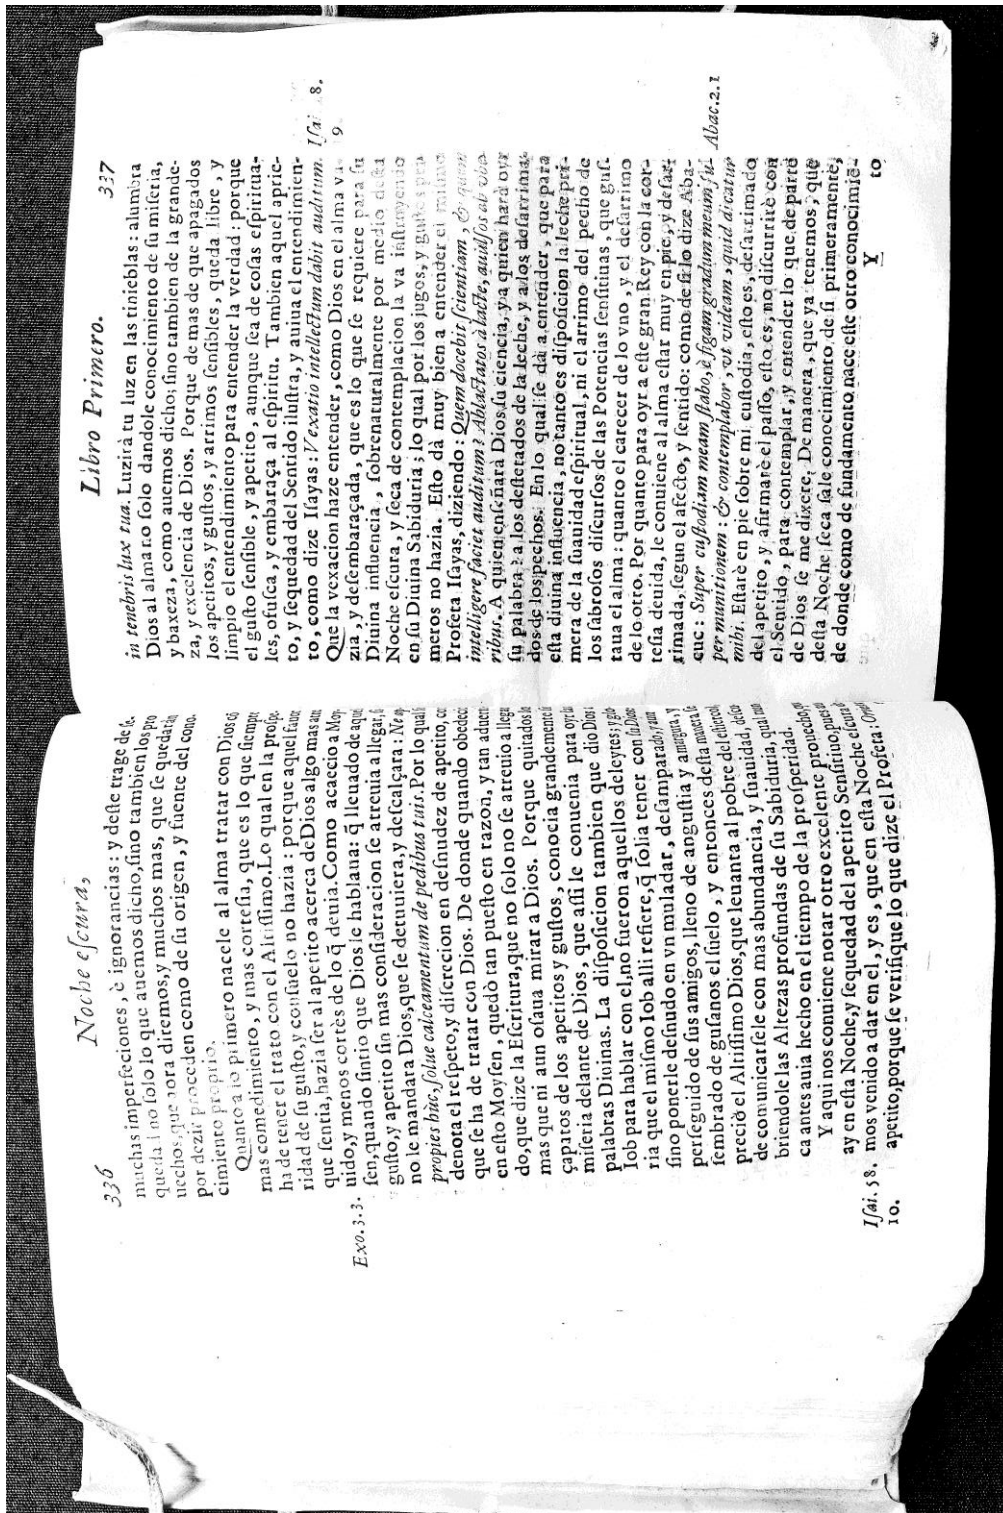 336
Noche eſcura,
muchas imperfeciones, è ignorancias: y deſte trago deſ-
queda no ſolo lo que auemos dicho, ſino tambien los pro
uechos, que aora diremos, y muchos mas, que ſe quedarán
por dezir proceden como de ſu origen, y fuente del cono-
cimiento proprio.
Quanto a lo primero nacele al alma tratar con Dios cõ
mas comedimiento, y mas corteſia, que es lo que ſiempre
ha de tener el trato con el Altiſſimo. Lo qual en la proſpe-
ridad de ſu guſto, y conſuelo no hazia: porque aquel fauor
que ſentia, hazia ſer al apetito acerca de Dios algo mas atre
uido, y menos cortès de lo q̃ deuia. Como acaeciò a Moy-
Exo. 3. 3.
ſen, quando ſintio que Dios le hablaua: q̃ lleuado de aquel
guſto, y apetito ſin mas conſideracion ſe atreuia a llegar, ſi
no le mandara Dios, que ſe detuuiera, y deſcalçara: Ne ap-
propies hùc, ſolue calceamentum de pedibus tuis. Por lo qual ſe
denota el reſpeto, y diſcrecion en deſnudez de apetito, con
que ſe ha de tratar con Dios. De donde quando obedeciò
en eſto Moyſen, quedò tan pueſto en razon, y tan aduerti-
do, que dize la Eſcritura, que no ſolo no ſe atreuio a llegar
mas que ni aun oſaua mirar a Dios. Porque quitados los
çapatos de los apetitos y guſtos, conocia grandemente ſu
miſeria delante de Dios, que aſſi le conuenia para oyr las
palabras Diuinas. La diſpoſicion tambien que dio Dios a
Iob para hablar con el, no fueron aquellos deleytes; y glo-
ria que el miſmo Iob alli refiere, q̃ ſolia tener con ſu Dios
ſino ponerle deſnudo en vn muladar, deſamparado, y aun
perſeguido de ſus amigos, lleno de anguſtia y amargura, y
ſembrado de guſanos el ſuelo, y entonces deſta manera ſe
preciò el Altiſſimo Dios, que leuanta al pobre del eſtiercol,
de comunicarſele con mas abundancia, y ſuauidad, deſcu-
briendole las Altezas profundas de ſu Sabiduria, qual nun
ca antes auia hecho en el tiempo de la proſperidad.
Y aqui nos conuiene notar otro excelente prouecho, que
ay en eſta Noche, y ſequedad del apetito Senſitiuo, pues he
Iſai. 58.
10.
mos venido a dar en el, y es, que en eſta Noche eſcura del
apetito, porque ſe verifique lo que dize el Profeta: Orietur
Libro Primero.
337
in tenebris lux tua. Luzirà tu luz en las tinieblas: alumbra
Dios al alma no ſolo dandole conocimiento de ſu miſeria,
y baxeza, como auemos dicho; ſino tambien de la grande-
za, y excelencia de Dios. Porque de mas de que apagados
los apetitos, y guſtos, y arrimos ſenſibles, queda libre, y
limpio el entendimiento para entender la verdad: porque
el guſto ſenſible, y apetito, aunque ſea de coſas eſpiritua-
les, ofuſca, y embaraça al eſpiritu. Tambien aquel aprie-
to, y ſequedad del Sentido iluſtra, y auiua el entendimien-
to, como dize Iſayas: Vexatio intellectum dabit auditum.
Iſai 8.
19
Que la vexacion haze entender, como Dios en el alma va-
zia, y deſembaraçada, que es lo que ſe requiere para ſu
Diuina influencia, ſobrenaturalmente por medio deſta
Noche eſcura, y ſeca de contemplacion la va inſtruyendo
en ſu Diuina Sabiduria; lo qual por los jugos, y guſtos pri
meros no hazia. Eſto dà muy bien a entender el miſmo
Profeta Iſayas, diziendo: Quem docebit ſcientiam, & quem
intelligere faciet auditum? Ablactatos à lacte, auulſos ab vbe-
ribus. A quien enſeñarà Dios ſu ciencia, y a quien harà oyr
ſu palabra? a los deſtetados de la leche, y a los deſarrima-
dos de los pechos. En lo qual ſe dà a entender, que para
eſta diuina influencia, no tanto es diſpoſicion la leche pri-
mera de la ſuauidad eſpiritual, ni el arrimo del pecho de
los ſabroſos diſcurſos de las Potencias ſenſitiuas, que guſ-
taua el alma: quanto el carecer de lo vno, y el deſarrimo
de lo otro. Por quanto para oyr a eſte gran Rey con la cor-
teſia deuida, le conuiene al alma eſtar muy en pie, y deſar-
rimada, ſegun el afecto, y ſentido: como de ſi lo dize Aba-
cuc: Super cuſtodiam meam ſtabo, & figam gradum meum ſu-
Abac. 2. 1
per munitionem: & contemplabor, vt videam, quid dicatur
mihi. Eſtarè en pie ſobre mi cuſtodia, eſto es, deſarrimado
del apetito, y afirmarè el paſſo, eſto es, no diſcurrirè con
el Sentido, para contemplar, y entender lo que de parte
de Dios ſe me dixere. De manera, que ya tenemos, que
deſta Noche ſeca ſale conocimiento de ſi primeramente,
de donde como de fundamento nace eſte otro conocimiē-
Y
to